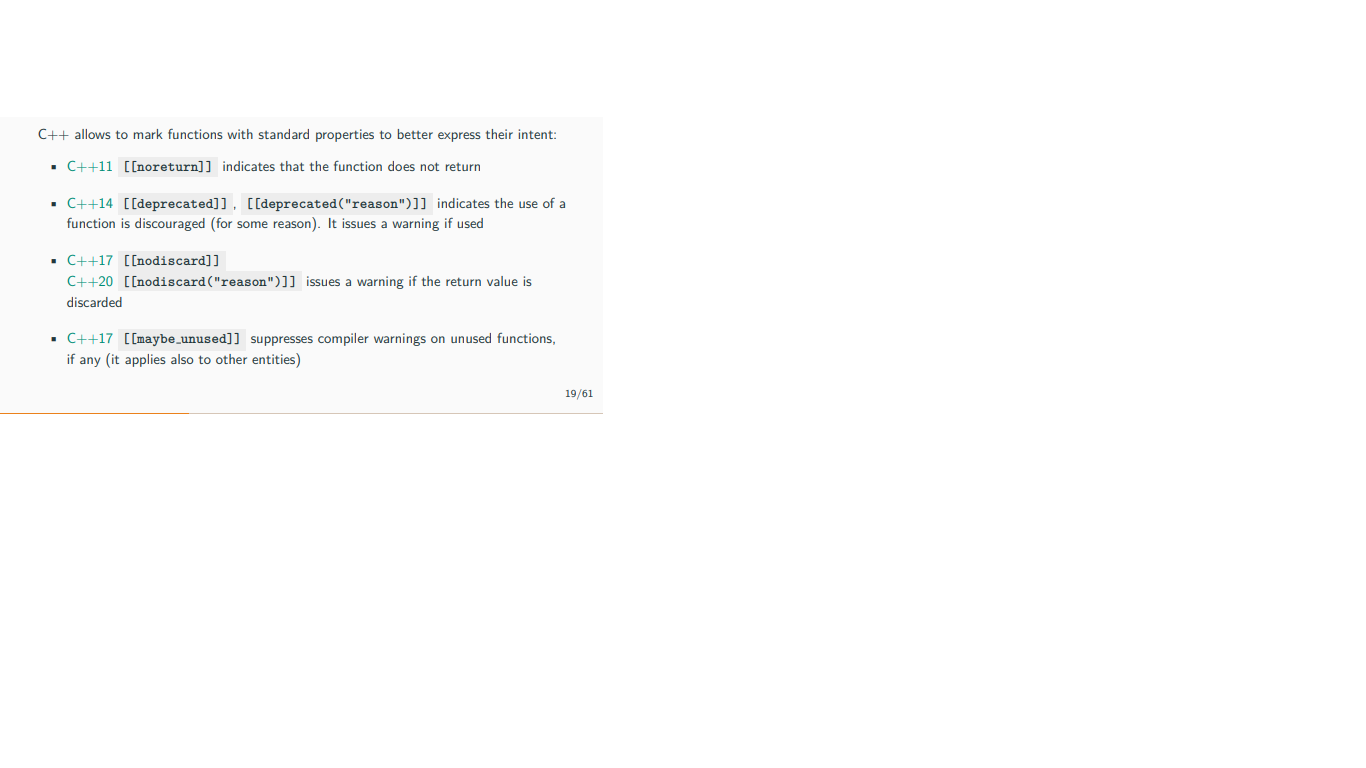 C++ allows to mark functions with standard properties to better express their intent:
▪ C++11 [[noreturn]] indicates that the function does not return
▪ C++14 [[deprecated]] , [[deprecated("reason")]] indicates the use of a
function is discouraged (for some reason). It issues a warning if used
▪ C++17 [[nodiscard]]
C++20 [[nodiscard("reason")]] issues a warning if the return value is
discarded
▪ C++17 [[maybe_unused]] suppresses compiler warnings on unused functions,
if any (it applies also to other entities)
19/61